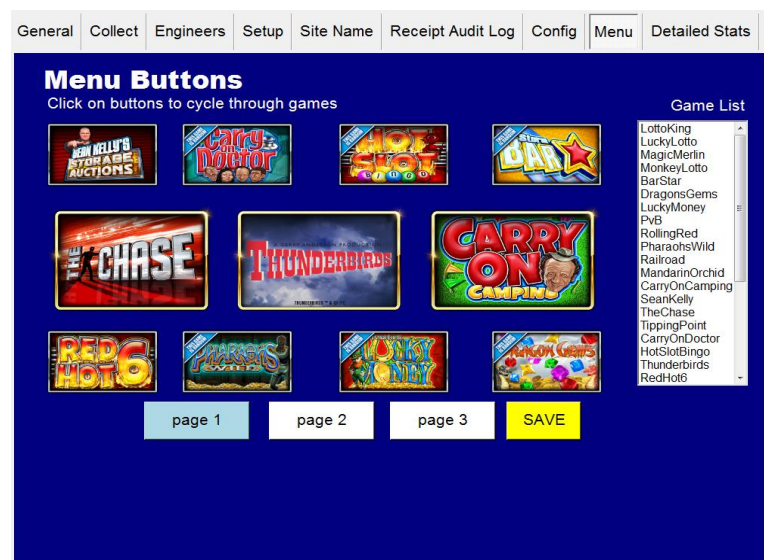 General Collect Engineers Setup Site Name Receipt Audit Log Config Menu Detailed Stats
Menu Buttons
Click on buttons to cycle through games
Game List
SEAN KELLY'S
STORAGE
AUCTIONS
Carry
On
Doctor
HOT
SLOT
BINGO
BAR
THE CHASE
THUNDERBIRDS
CARRY
ON
CAMPING
RED
HOT 6
PHARAOHS
WILD
LUCKY
MONEY
DRAGON GEMS
LottoKing
LuckyLotto
MagicMerlin
MonkeyLotto
BarStar
DragonsGems
LuckyMoney
PvB
RollingRed
PharaohsWild
Railroad
MandarinOrchid
CarryOnCamping
SeanKelly
TheChase
TippingPoint
CarryOnDoctor
HotSlotBingo
Thunderbirds
RedHot6
page 1 page 2 page 3 SAVE